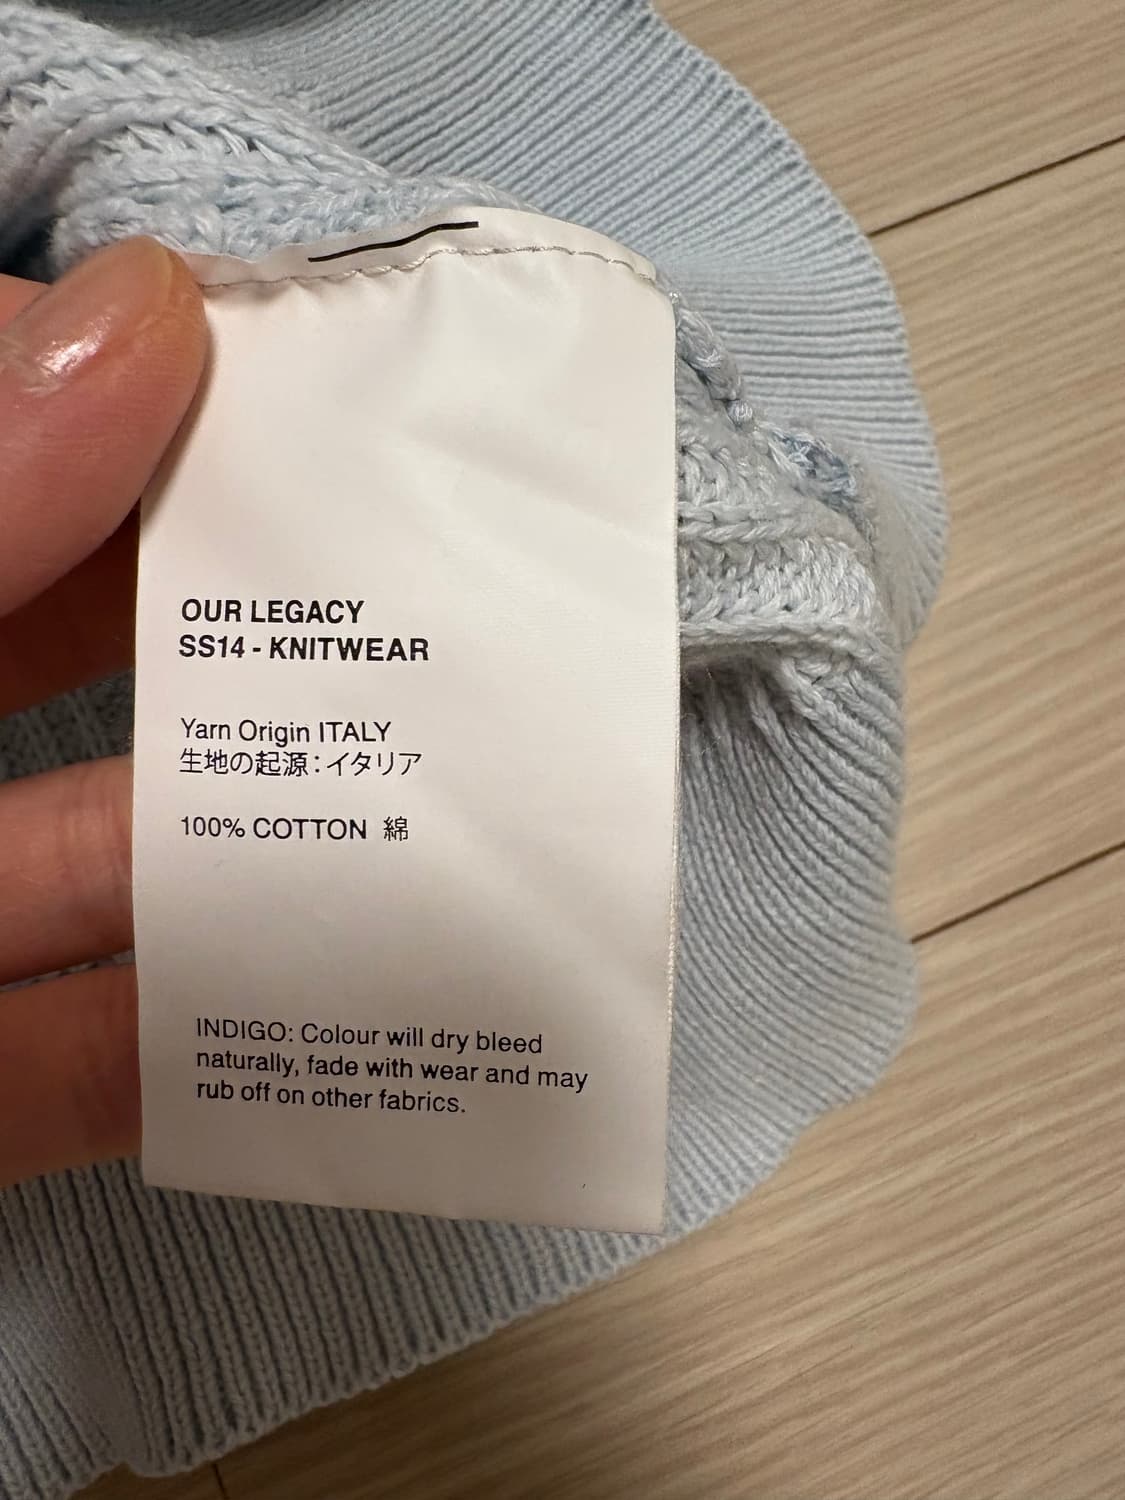 OUR LEGACY
SS14 - KNITWEAR
Yarn Origin ITALY
生地の起源：イタリア
100% COTTON 綿
INDIGO: Colour will dry bleed
naturally, fade with wear and may
rub off on other fabrics.